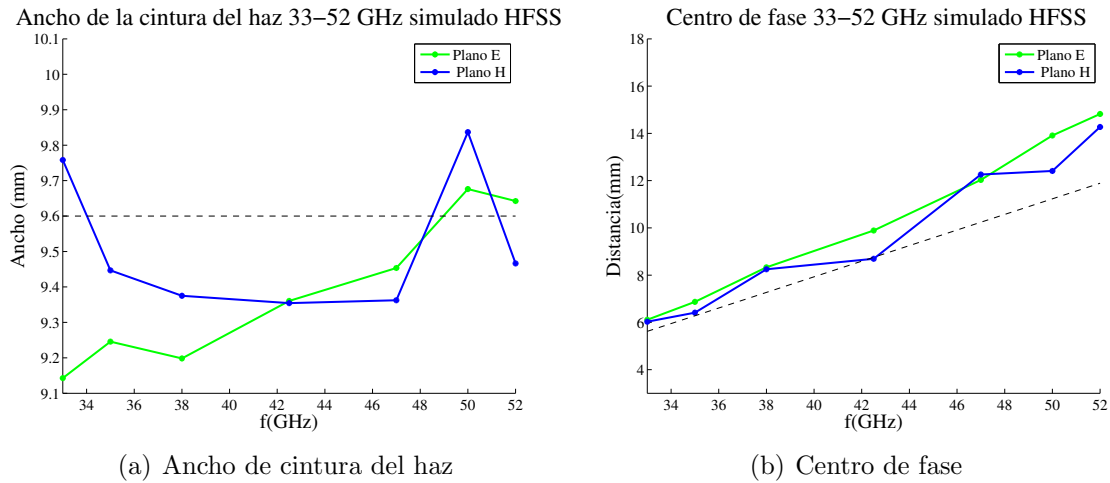 Ancho de la cintura del haz 33−52 GHz simulado HFSS
10.1
10
9.9
9.8
9.7
9.6
9.5
9.4
9.3
9.2
9.1
Ancho (mm)
34 36 38 40 42 44 46 48 50 52
f(GHz)
Plano E
Plano H
(a) Ancho de cintura del haz
Centro de fase 33−52 GHz simulado HFSS
18
16
14
12
10
8
6
4
Distancia(mm)
34 36 38 40 42 44 46 48 50 52
f(GHz)
Plano E
Plano H
(b) Centro de fase